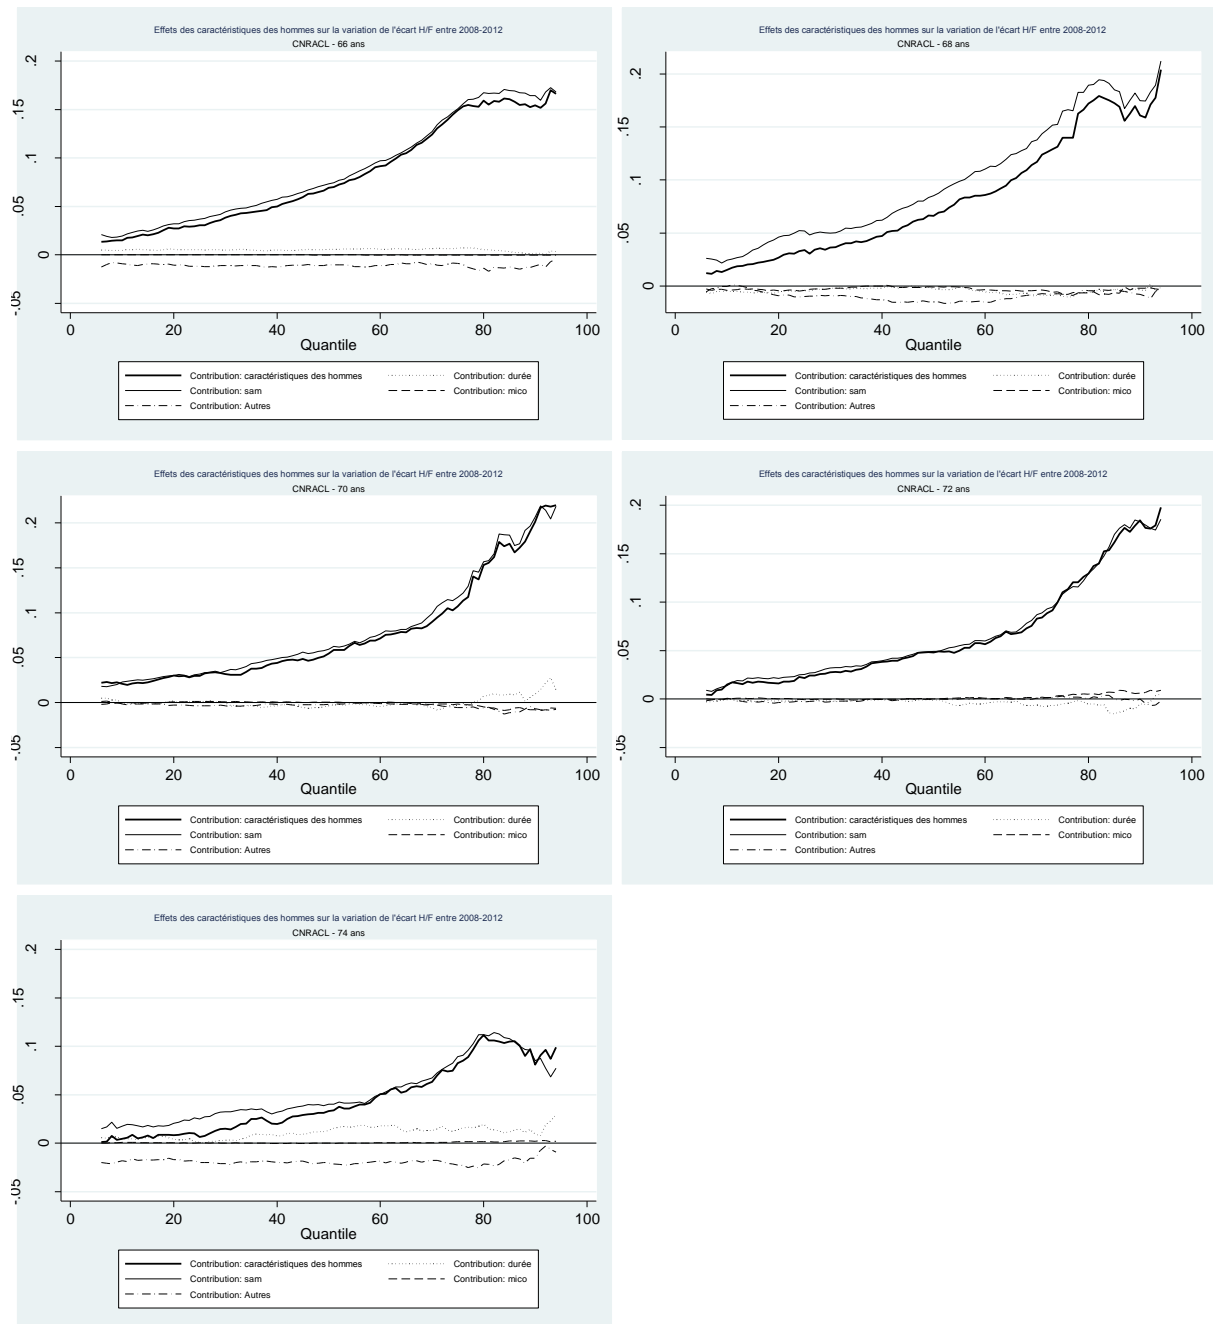 Effets des caractéristiques des hommes sur la variation de l'écart H/F entre 2008-2012
CNRACL - 66 ans
.2
.15
.1
.05
0
-.05
0 20 40 60 80 100
Quantile
Contribution: caractéristiques des hommes Contribution: durée
Contribution: sam Contribution: mico
Contribution: Autres
Effets des caractéristiques des hommes sur la variation de l'écart H/F entre 2008-2012
CNRACL - 68 ans
.2
.15
.1
.05
0
0 20 40 60 80 100
Quantile
Contribution: caractéristiques des hommes Contribution: durée
Contribution: sam Contribution: mico
Contribution: Autres
Effets des caractéristiques des hommes sur la variation de l'écart H/F entre 2008-2012
CNRACL - 70 ans
.2
.15
.1
.05
0
-.05
0 20 40 60 80 100
Quantile
Contribution: caractéristiques des hommes Contribution: durée
Contribution: sam Contribution: mico
Contribution: Autres
Effets des caractéristiques des hommes sur la variation de l'écart H/F entre 2008-2012
CNRACL - 72 ans
.2
.15
.1
.05
0
-.05
0 20 40 60 80 100
Quantile
Contribution: caractéristiques des hommes Contribution: durée
Contribution: sam Contribution: mico
Contribution: Autres
Effets des caractéristiques des hommes sur la variation de l'écart H/F entre 2008-2012
CNRACL - 74 ans
.2
.15
.1
.05
0
-.05
0 20 40 60 80 100
Quantile
Contribution: caractéristiques des hommes Contribution: durée
Contribution: sam Contribution: mico
Contribution: Autres